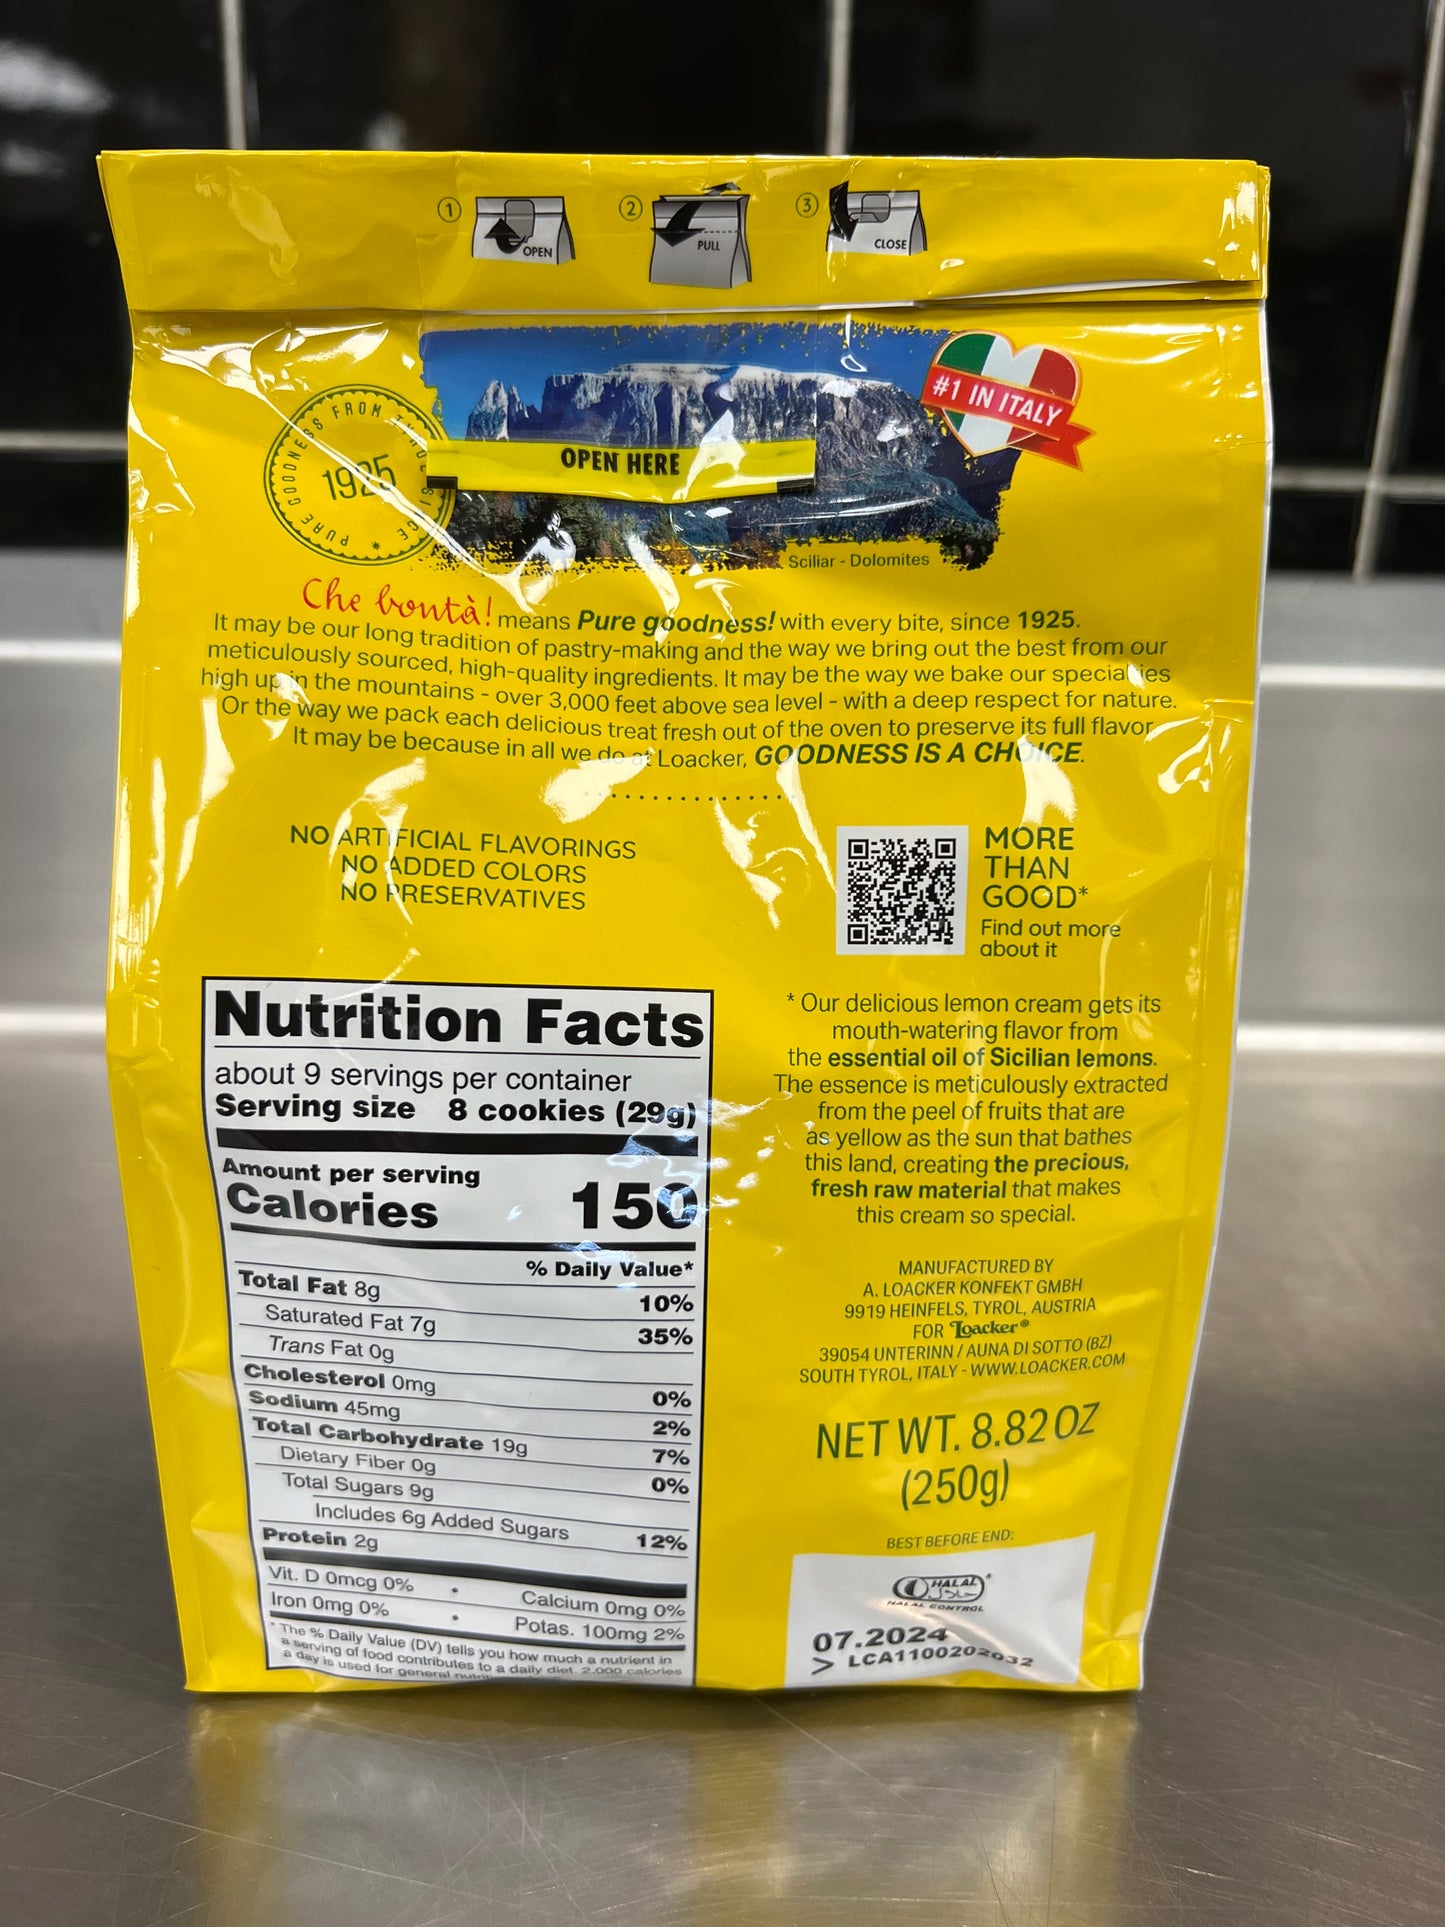 1
OPEN
2
PULL
3
CLOSE
PURE GOODNESS FROM
1925
OPEN HERE
#1 IN ITALY
Sciliar - Dolomites
Che bontà! means Pure goodness! with every bite, since 1925.
It may be our long tradition of pastry-making and the way we bring out the best from our
meticulously sourced, high-quality ingredients. It may be the way we bake our specialties
high up in the mountains - over 3,000 feet above sea level - with a deep respect for nature.
Or the way we pack each delicious treat fresh out of the oven to preserve its full flavor
It may be because in all we do at Loacker, GOODNESS IS A CHOICE.
NO ARTIFICIAL FLAVORINGS
NO ADDED COLORS
NO PRESERVATIVES
MORE
THAN
GOOD*
Find out more
about it
* Our delicious lemon cream gets its
mouth-watering flavor from
the essential oil of Sicilian lemons.
The essence is meticulously extracted
from the peel of fruits that are
as yellow as the sun that bathes
this land, creating the precious,
fresh raw material that makes
this cream so special.
MANUFACTURED BY
A. LOACKER KONFEKT GMBH
9919 HEINFELS, TYROL, AUSTRIA
FOR Loacker®
39054 UNTERINN / AUNA DI SOTTO (BZ)
SOUTH TYROL, ITALY - WWW.LOACKER.COM
NET WT. 8.82 OZ
(250g)
BEST BEFORE END:
HALAL
حلال
HALAL CONTROL
07.2024
> LCA1100202032
Nutrition Facts
about 9 servings per container
Serving size 8 cookies (29g)
Amount per serving
Calories 150
% Daily Value*
Total Fat 8g 10%
Saturated Fat 7g 35%
Trans Fat 0g
Cholesterol 0mg 0%
Sodium 45mg 2%
Total Carbohydrate 19g 7%
Dietary Fiber 0g 0%
Total Sugars 9g
Includes 6g Added Sugars 12%
Protein 2g
Vit. D 0mcg 0% • Calcium 0mg 0%
Iron 0mg 0% • Potas. 100mg 2%
* The % Daily Value (DV) tells you how much a nutrient in
a serving of food contributes to a daily diet. 2,000 calories
a day is used for general